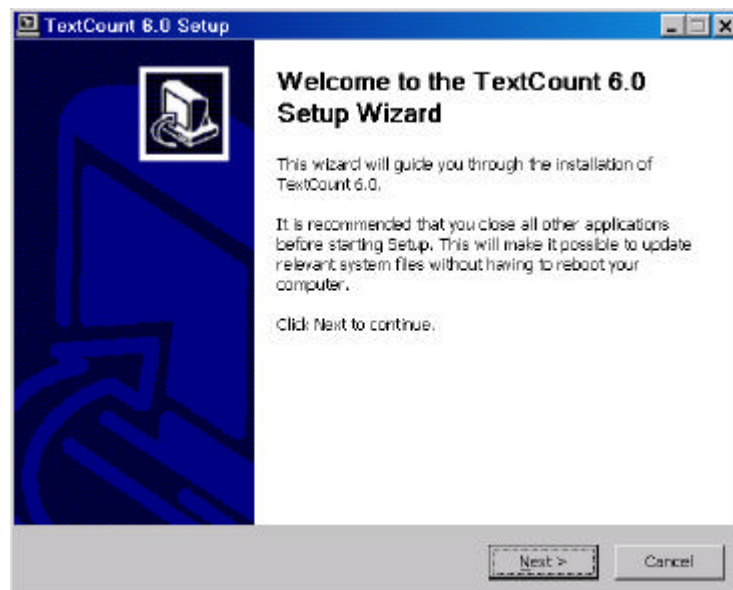 TextCount 6.0 Setup
Welcome to the TextCount 6.0
Setup Wizard
This wizard will guide you through the installation of
TextCount 6.0.
It is recommended that you close all other applications
before starting Setup. This will make it possible to update
relevant system files without having to reboot your
computer.
Click Next to continue.
Next >
Cancel